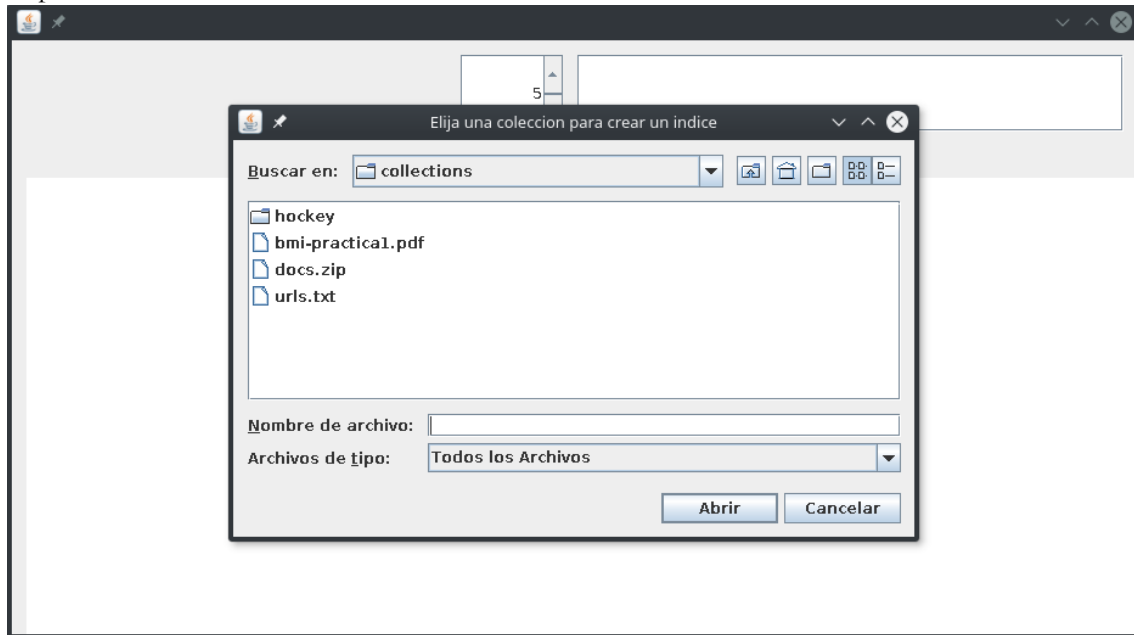 5
Elija una coleccion para crear un indice
Buscar en: collections
hockey
bmi-practica1.pdf
docs.zip
urls.txt
Nombre de archivo:
Archivos de tipo: Todos los Archivos
Abrir Cancelar